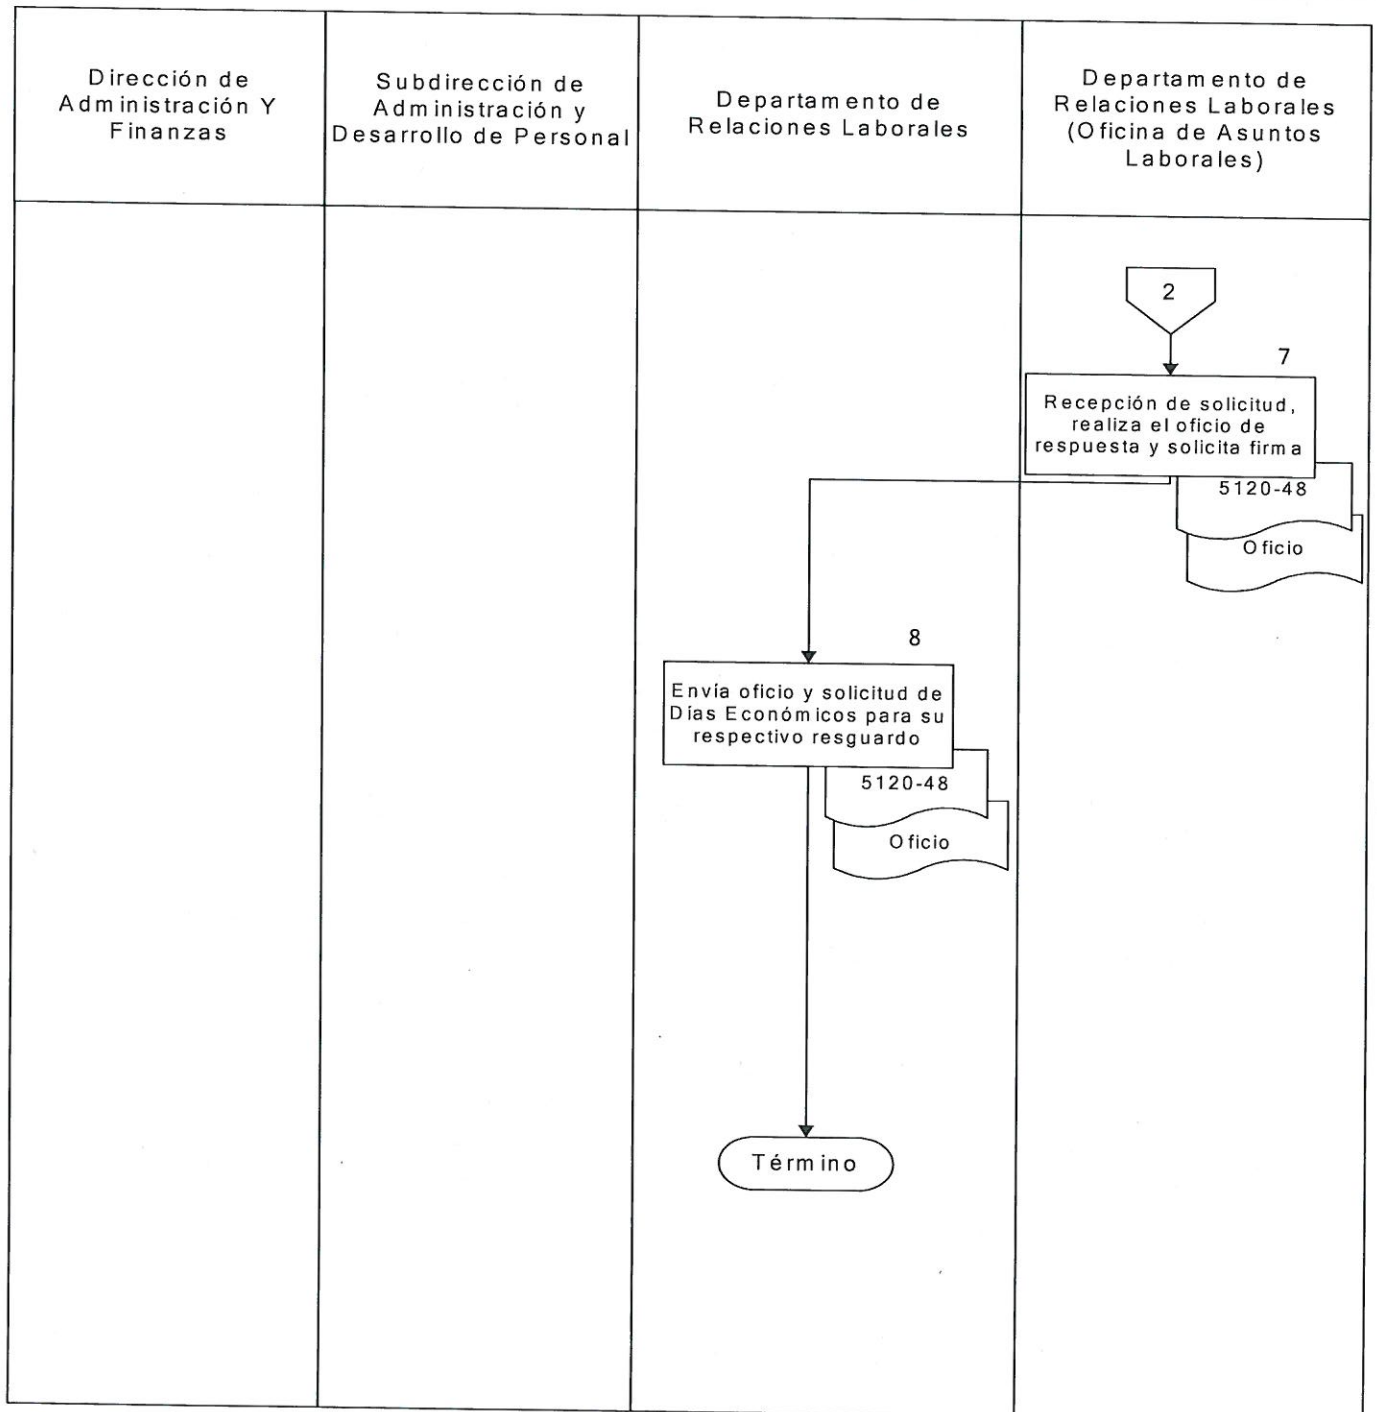 Dirección de
Administración Y
Finanzas
Subdirección de
Administración y
Desarrollo de Personal
Departamento de
Relaciones Laborales
Departamento de
Relaciones Laborales
(Oficina de Asuntos
Laborales)
2
7
Recepción de solicitud,
realiza el oficio de
respuesta y solicita firma
5120-48
Oficio
8
Envía oficio y solicitud de
Días Económicos para su
respectivo resguardo
5120-48
Oficio
Término